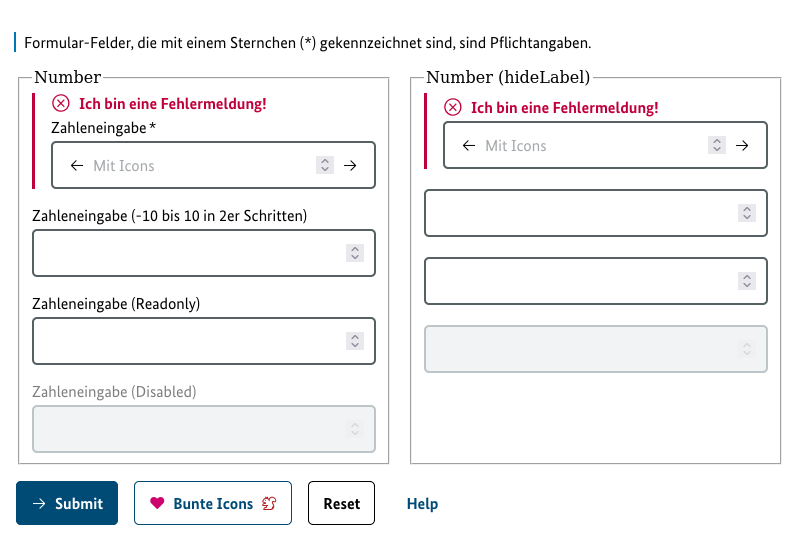 Formular-Felder, die mit einem Sternchen (*) gekennzeichnet sind, sind Pflichtangaben.
Number
Ich bin eine Fehlermeldung!
Zahleneingabe *
Mit Icons
Zahleneingabe (-10 bis 10 in 2er Schritten)
Zahleneingabe (Readonly)
Zahleneingabe (Disabled)
Number (hideLabel)
Ich bin eine Fehlermeldung!
Mit Icons
Submit Bunte Icons Reset Help